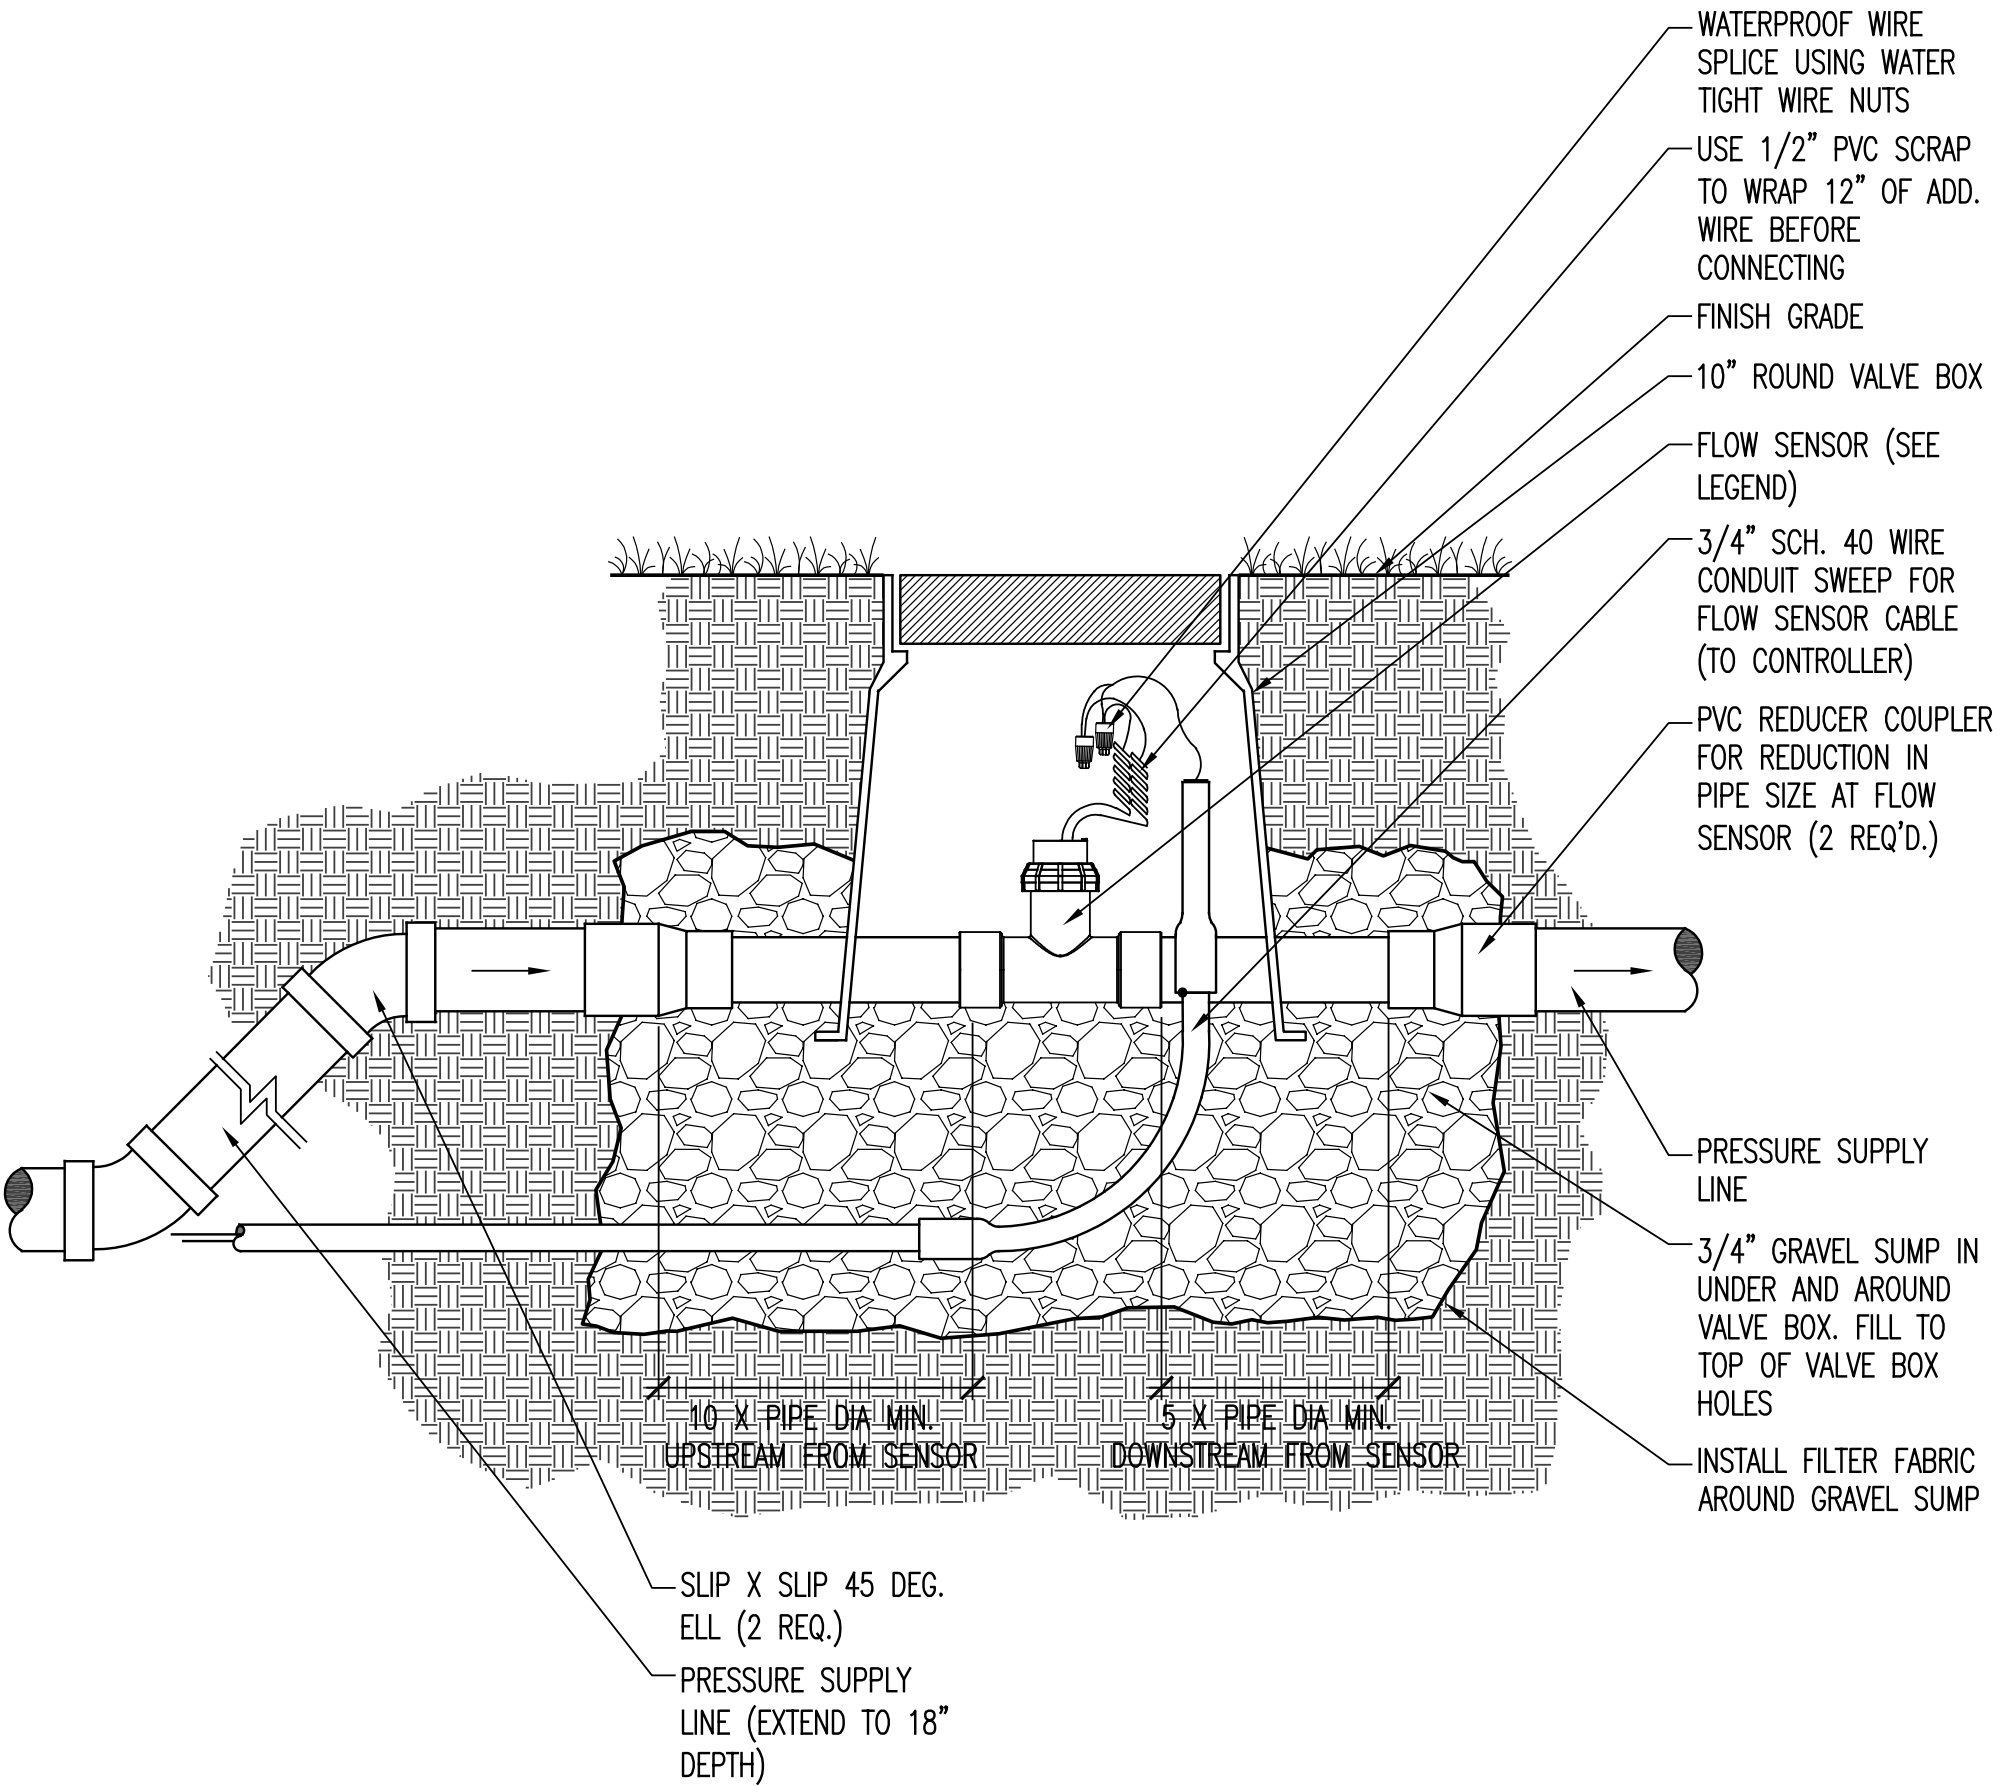 WATERPROOF WIRE
SPLICE USING WATER
TIGHT WIRE NUTS
USE 1/2” PVC SCRAP
TO WRAP 12” OF ADD.
WIRE BEFORE
CONNECTING
FINISH GRADE
10” ROUND VALVE BOX
FLOW SENSOR (SEE
LEGEND)
3/4” SCH. 40 WIRE
CONDUIT SWEEP FOR
FLOW SENSOR CABLE
(TO CONTROLLER)
PVC REDUCER COUPLER
FOR REDUCTION IN
PIPE SIZE AT FLOW
SENSOR (2 REQ’D.)
PRESSURE SUPPLY
LINE
3/4” GRAVEL SUMP IN
UNDER AND AROUND
VALVE BOX. FILL TO
TOP OF VALVE BOX
HOLES
INSTALL FILTER FABRIC
AROUND GRAVEL SUMP
10 X PIPE DIA MIN.
UPSTREAM FROM SENSOR
5 X PIPE DIA MIN.
DOWNSTREAM FROM SENSOR
SLIP X SLIP 45 DEG.
ELL (2 REQ.)
PRESSURE SUPPLY
LINE (EXTEND TO 18”
DEPTH)